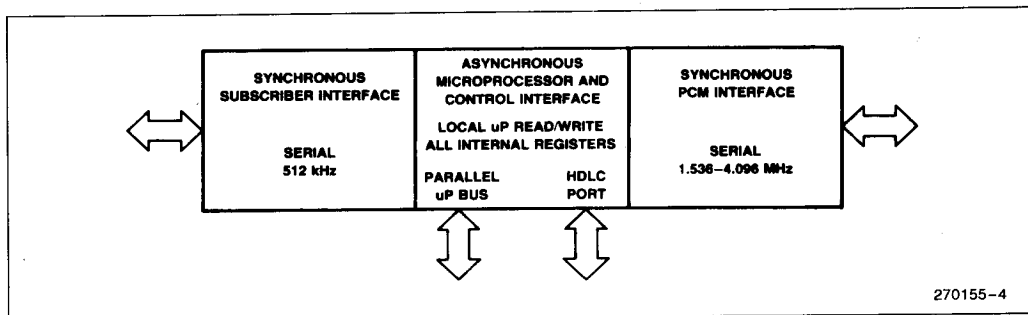 SYNCHRONOUS
SUBSCRIBER INTERFACE
SERIAL
512 kHz
ASYNCHRONOUS
MICROPROCESSOR AND
CONTROL INTERFACE
LOCAL uP READ/WRITE
ALL INTERNAL REGISTERS
PARALLEL
uP BUS
HDLC
PORT
SYNCHRONOUS
PCM INTERFACE
SERIAL
1.536–4.096 MHz
270155–4